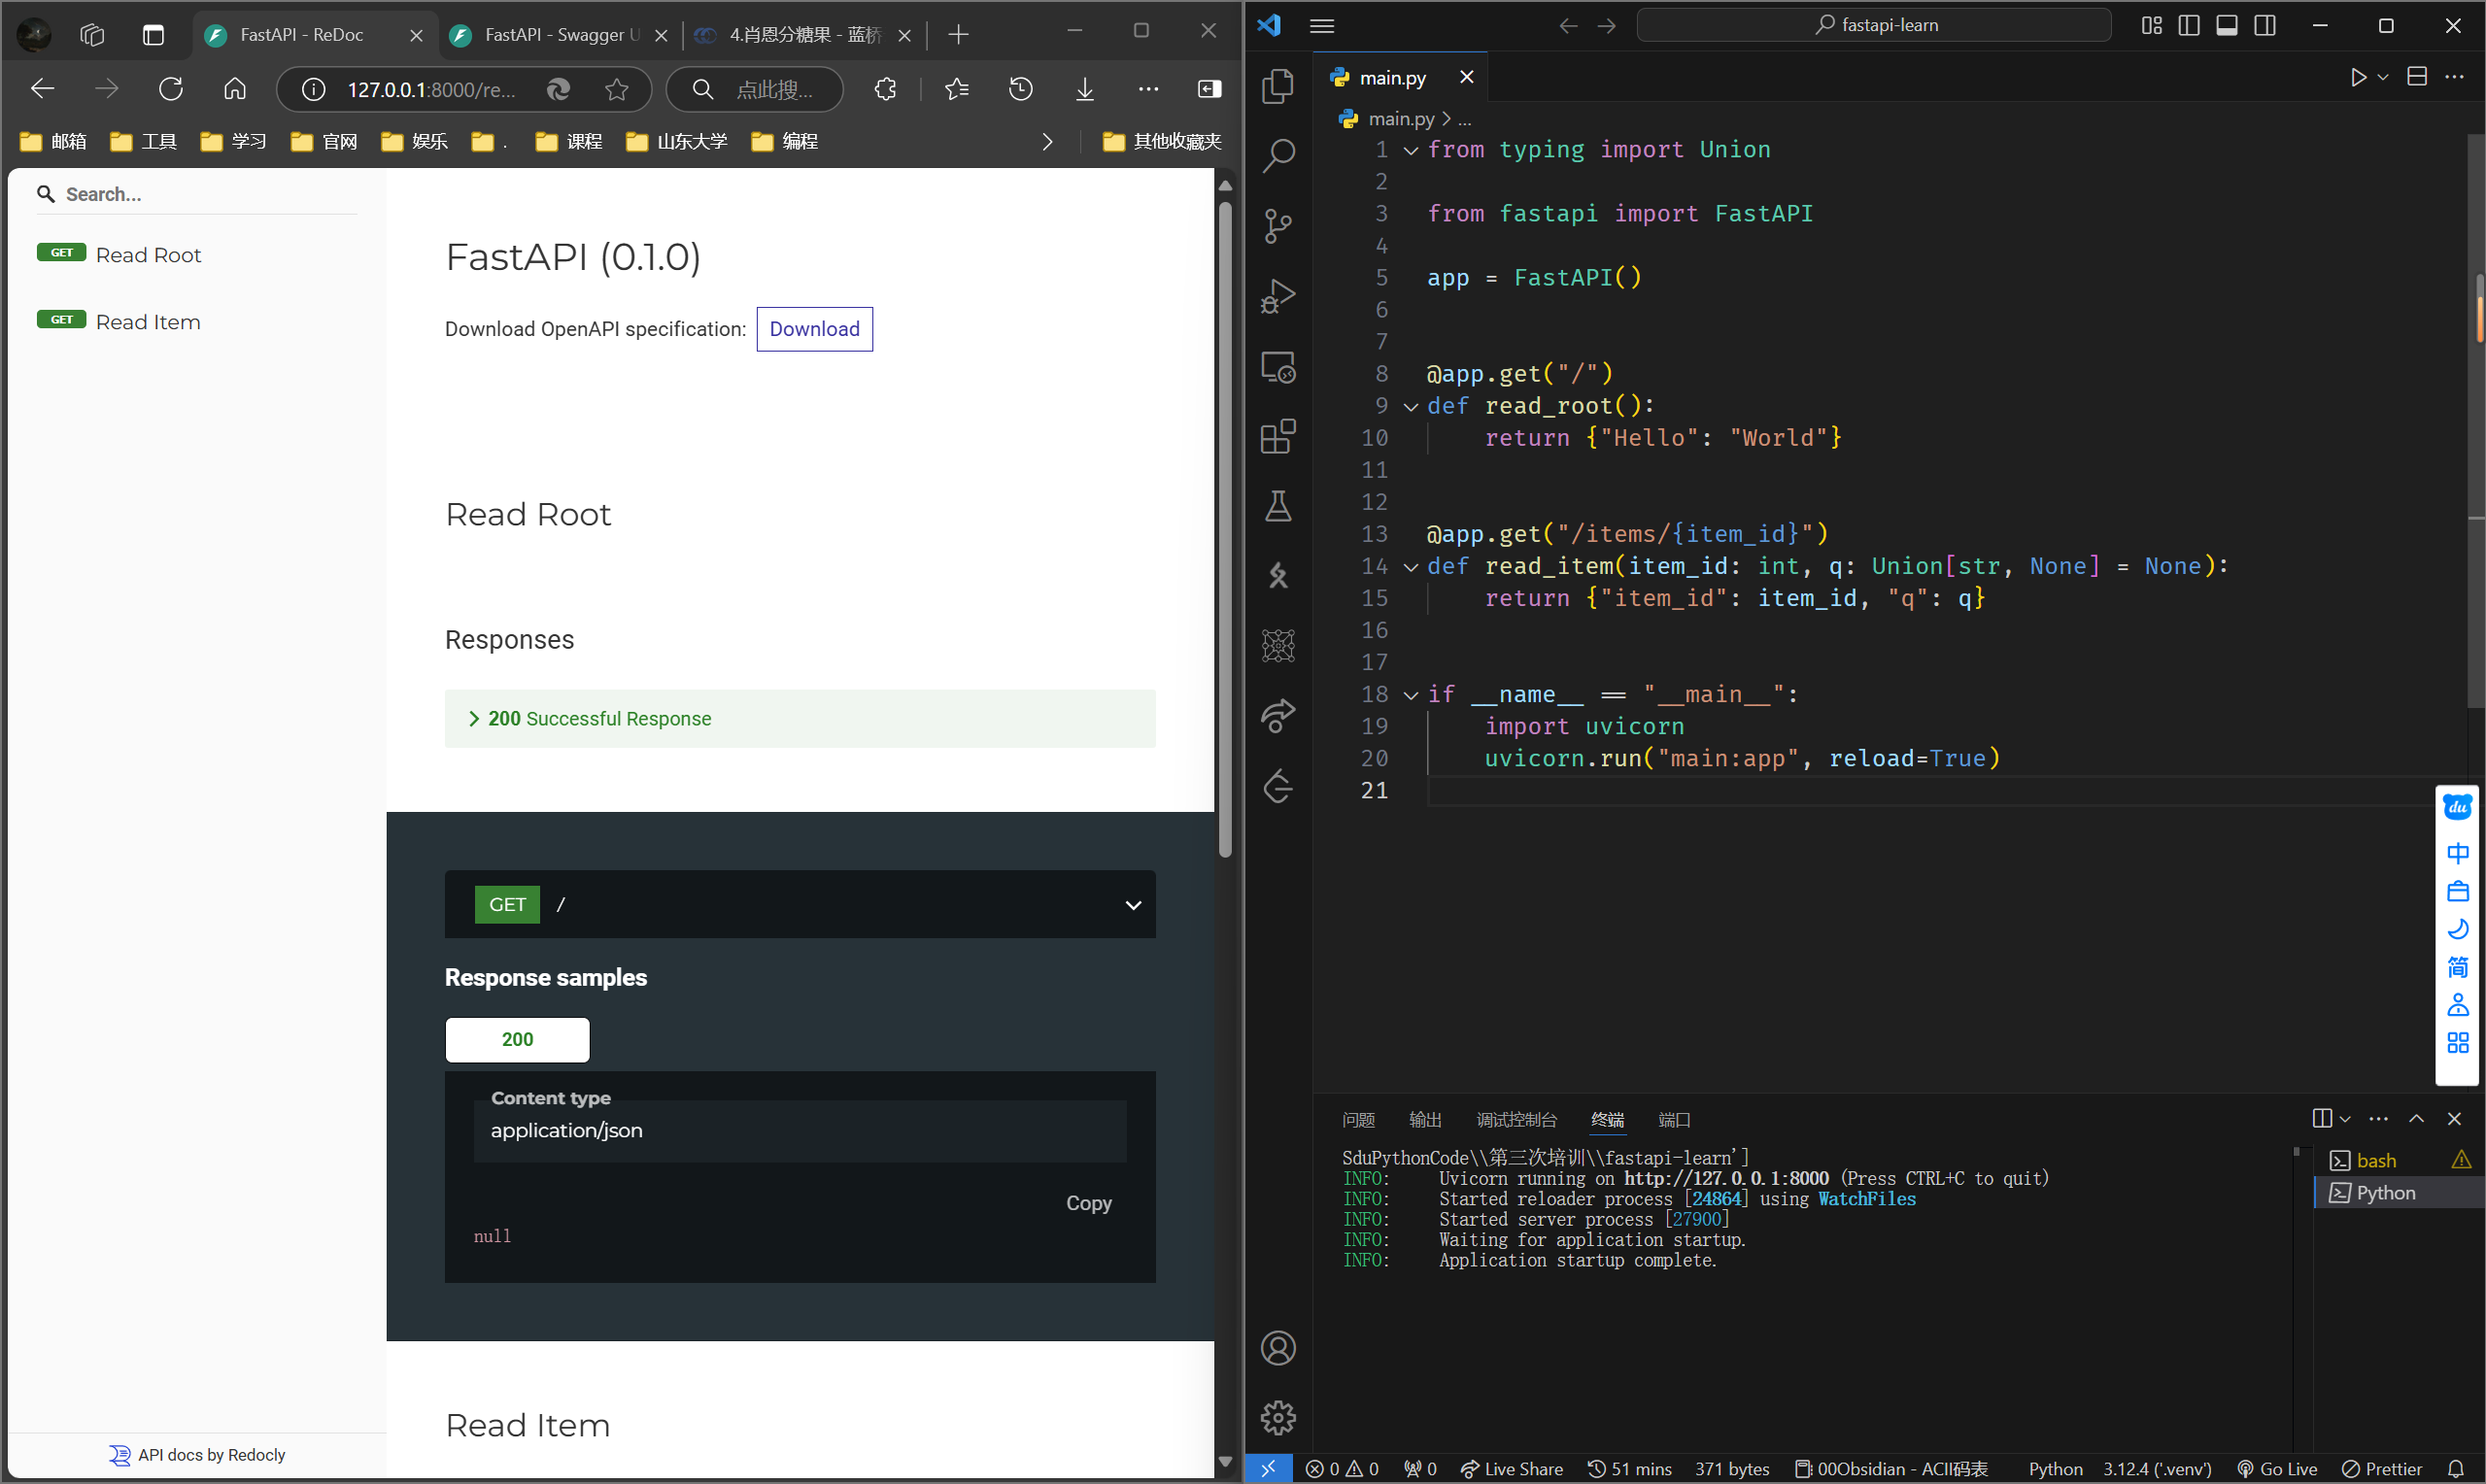 FastAPI - ReDoc
FastAPI - Swagger U
4.肖恩分糖果 - 蓝桥
127.0.0.1:8000/re...
点此搜...
邮箱
工具
学习
官网
娱乐
.
课程
山东大学
编程
其他收藏夹
Search...
GET Read Root
GET Read Item
API docs by Redocly
FastAPI (0.1.0)
Download OpenAPI specification: Download
Read Root
Responses
200 Successful Response
GET /
Response samples
200
Content type
application/json
Copy
null
Read Item
fastapi-learn
main.py
main.py > ...
1 from typing import Union
2
3 from fastapi import FastAPI
4
5 app = FastAPI()
6
7
8 @app.get("/")
9 def read_root():
10 return {"Hello": "World"}
11
12
13 @app.get("/items/{item_id}")
14 def read_item(item_id: int, q: Union[str, None] = None):
15 return {"item_id": item_id, "q": q}
16
17
18 if __name__ == "__main__":
19 import uvicorn
20 uvicorn.run("main:app", reload=True)
21
du
中
简
问题
输出
调试控制台
终端
端口
SduPythonCode\\第三次培训\\fastapi-learn']
INFO: Uvicorn running on http://127.0.0.1:8000 (Press CTRL+C to quit)
INFO: Started reloader process [24864] using WatchFiles
INFO: Started server process [27900]
INFO: Waiting for application startup.
INFO: Application startup complete.
bash
Python
0 0
0
Live Share
51 mins
371 bytes
00Obsidian - ACII码表
Python
3.12.4 ('.venv')
Go Live
Prettier